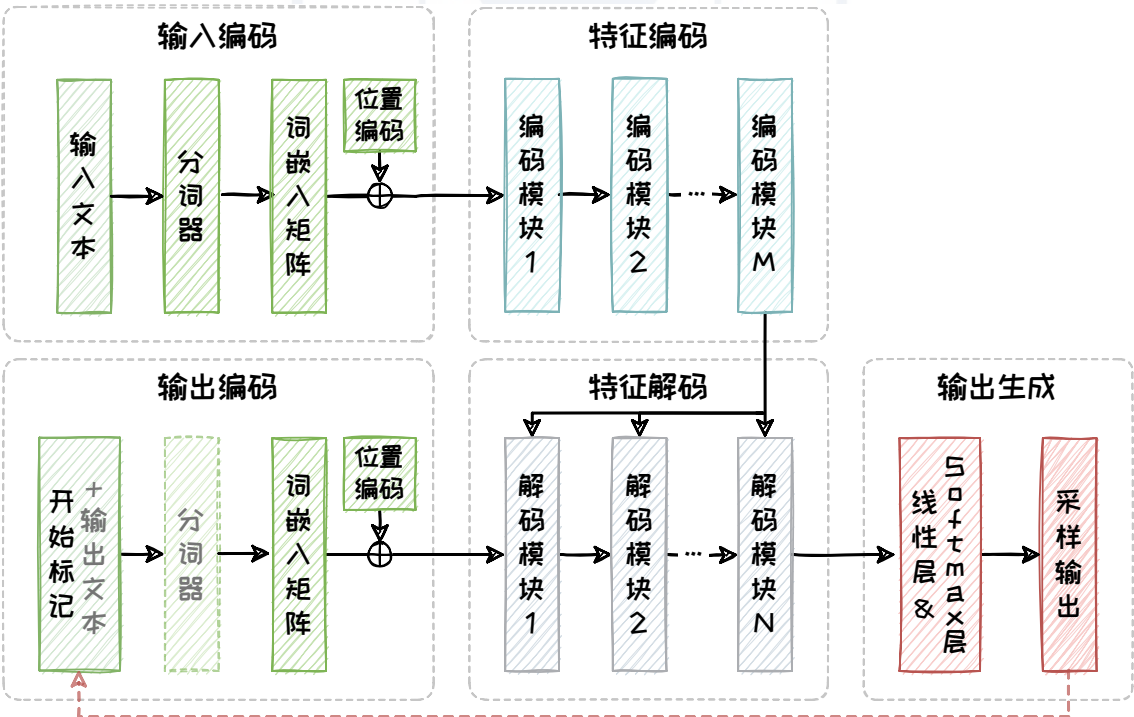 输入编码
输入文本
分词器
词嵌入矩阵
位置
编码
特征编码
编码模块1
编码模块2
...
编码模块M
输出编码
开始标记
+输出文本
分词器
词嵌入矩阵
位置
编码
特征解码
解码模块1
解码模块2
...
解码模块N
输出生成
线性层&
Softmax层
采样输出